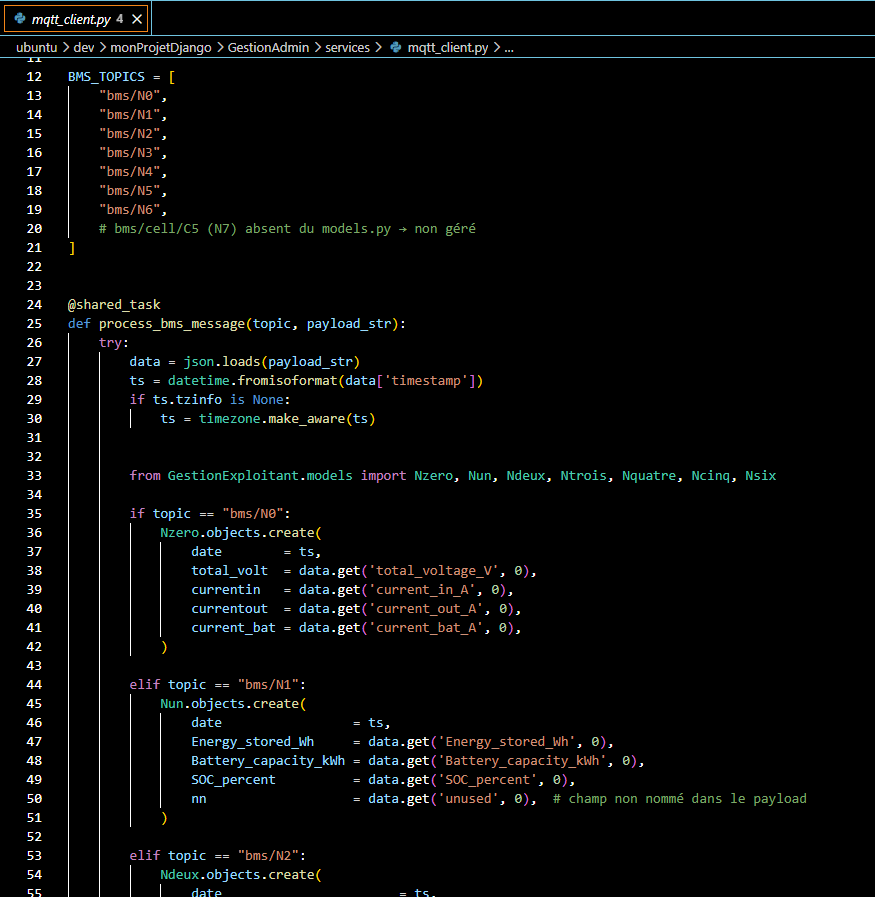 mqtt_client.py 4 ×
ubuntu > dev > monProjetDjango > GestionAdmin > services > mqtt_client.py > ...
11
12 BMS_TOPICS = [
13     "bms/N0",
14     "bms/N1",
15     "bms/N2",
16     "bms/N3",
17     "bms/N4",
18     "bms/N5",
19     "bms/N6",
20     # bms/cell/C5 (N7) absent du models.py → non géré
21 ]
22
23
24 @shared_task
25 def process_bms_message(topic, payload_str):
26     try:
27         data = json.loads(payload_str)
28         ts = datetime.fromisoformat(data['timestamp'])
29         if ts.tzinfo is None:
30             ts = timezone.make_aware(ts)
31
32
33         from GestionExploitant.models import Nzero, Nun, Ndeux, Ntrois, Nquatre, Ncinq, Nsix
34
35         if topic == "bms/N0":
36             Nzero.objects.create(
37                 date        = ts,
38                 total_volt  = data.get('total_voltage_V', 0),
39                 currentin   = data.get('current_in_A', 0),
40                 currentout  = data.get('current_out_A', 0),
41                 current_bat = data.get('current_bat_A', 0),
42             )
43
44         elif topic == "bms/N1":
45             Nun.objects.create(
46                 date                 = ts,
47                 Energy_stored_Wh     = data.get('Energy_stored_Wh', 0),
48                 Battery_capacity_kWh = data.get('Battery_capacity_kWh', 0),
49                 SOC_percent          = data.get('SOC_percent', 0),
50                 nn                   = data.get('unused', 0),  # champ non nommé dans le payload
51             )
52
53         elif topic == "bms/N2":
54             Ndeux.objects.create(
55                 date                       = ts,